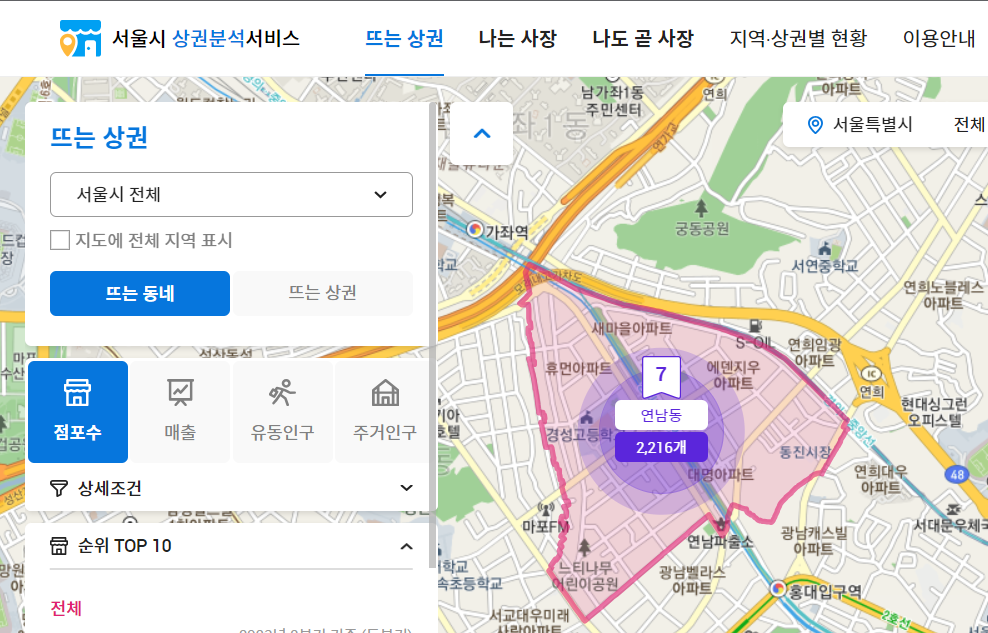 서울시 상권분석서비스
뜨는 상권
나는 사장
나도 곧 사장
지역·상권별 현황
이용안내
뜨는 상권
서울시 전체
지도에 전체 지역 표시
뜨는 동네
뜨는 상권
점포수
매출
유동인구
주거인구
상세조건
순위 TOP 10
전체
서울특별시
전체
남가좌1동
주민센터
연희
아파트
연가교
가좌역
궁동공원
서연중학교
연희노블레스
아파트
새마을아파트
S-OIL
연희임광
아파트
IC
연희
휴먼아파트
에덴지우
아파트
7
연남동
2,216개
현대싱그런
오피스텔
경성고등학
동진시장
대명아파트
연희대우
아파트
48
마포FM
연남파출소
서대문우체국
광남캐스빌
아파트
느티나무
어린이공원
광남벨라스
아파트
홍대입구역
2호선
서교대우미래
사랑아파트
속초등학교